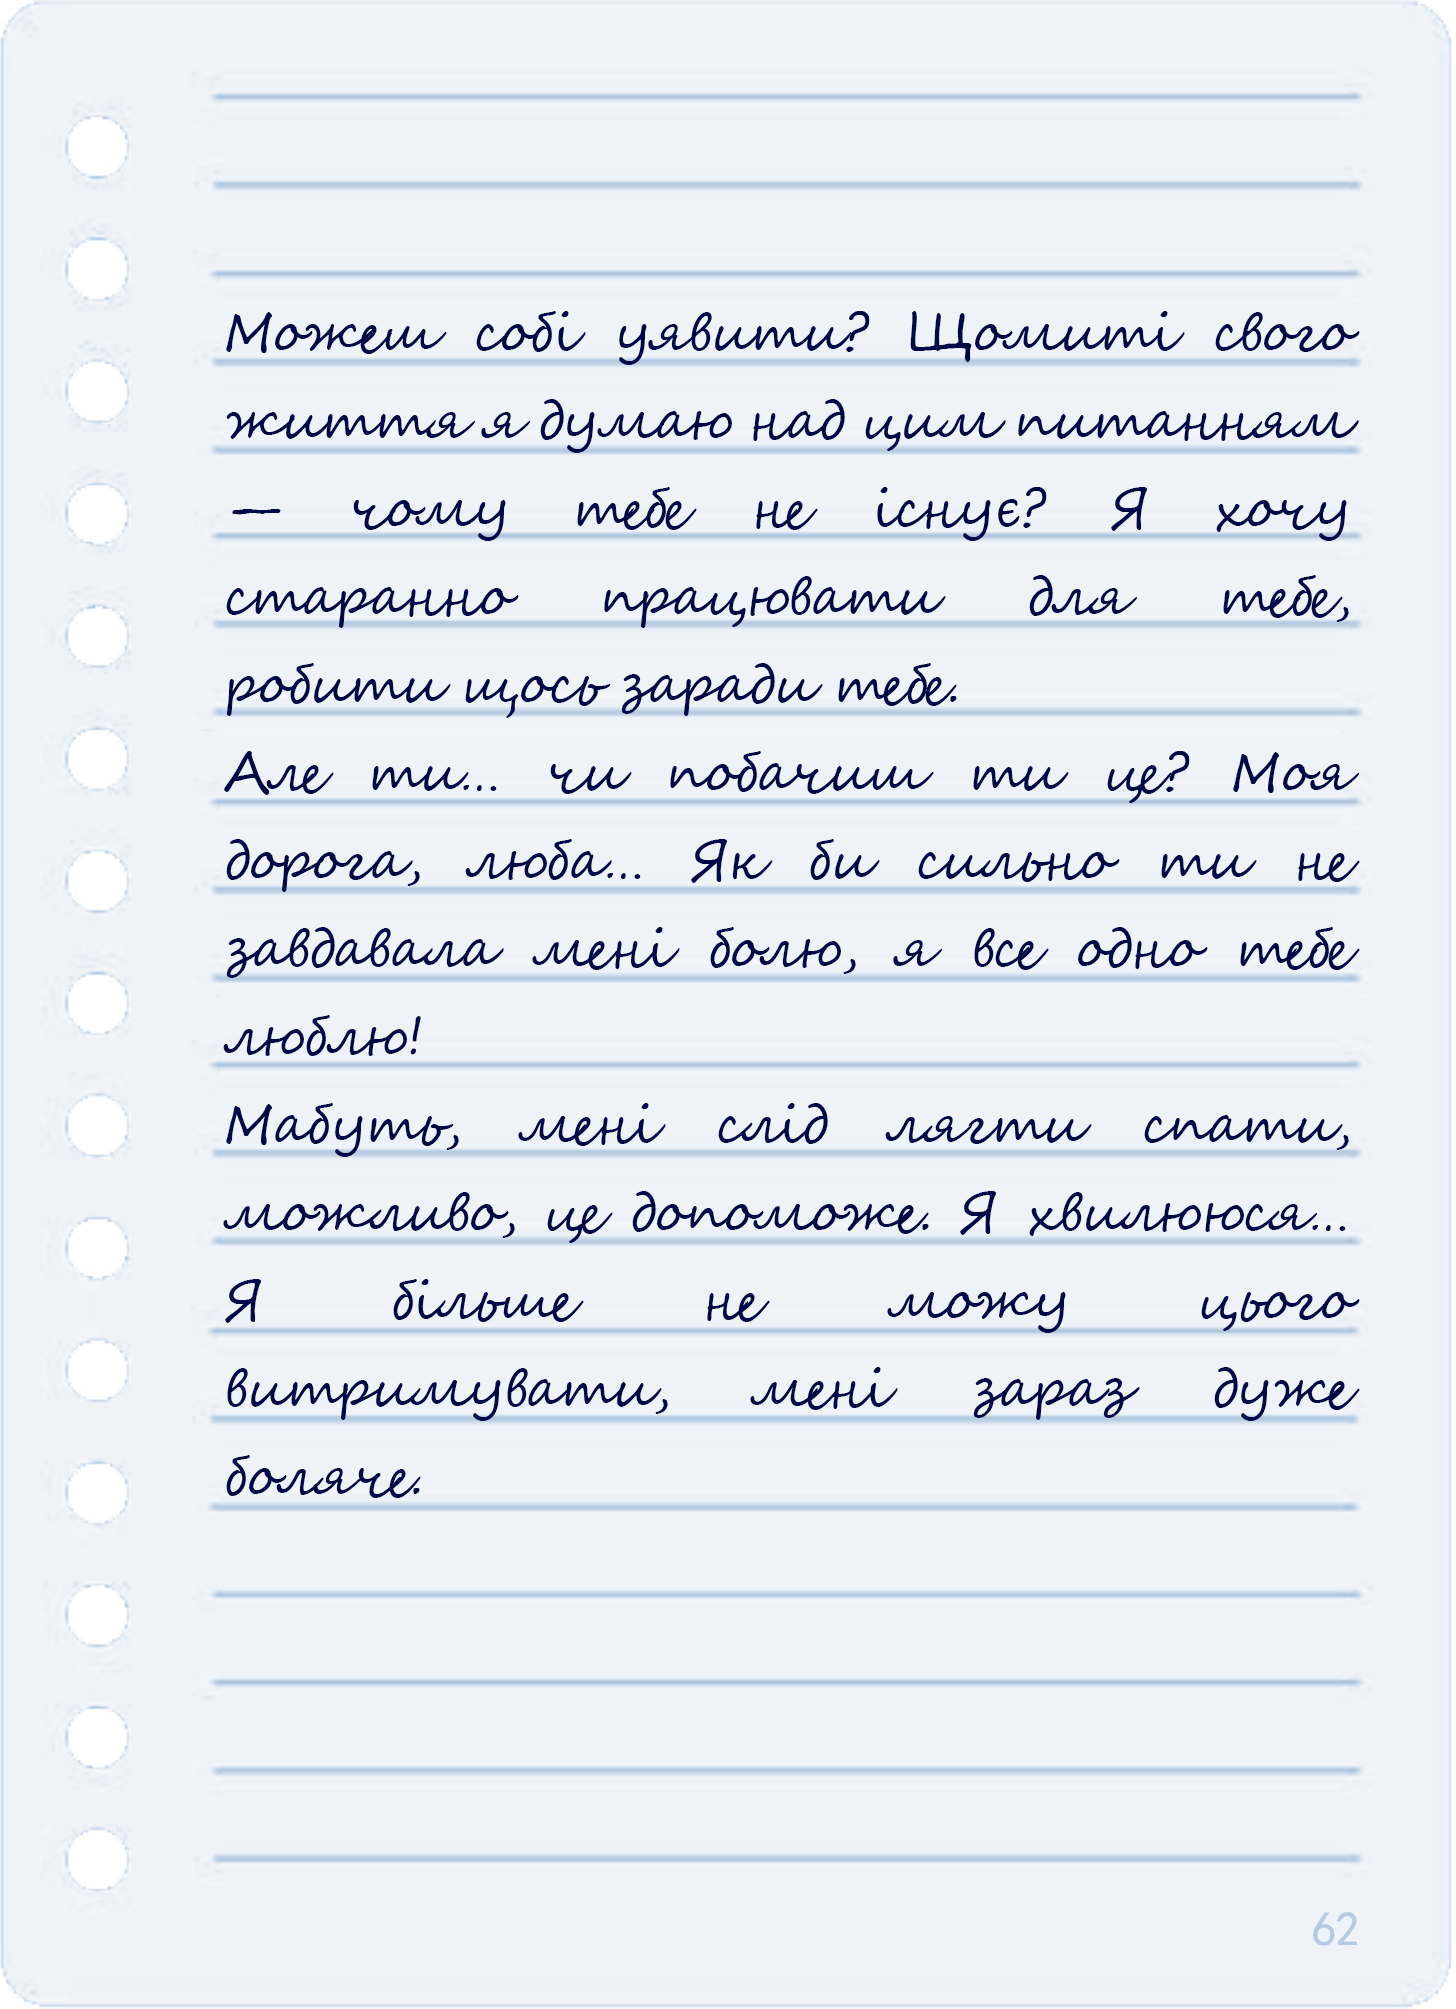 Можеш собі уявити? Щомиті свого
життя я думаю над цим питанням
— чому тебе не існує? Я хочу
старанно працювати для тебе,
робити щось заради тебе.
Але ти... чи побачиш ти це? Моя
дорога, люба... Як би сильно ти не
завдавала мені болю, я все одно тебе
люблю!
Мабуть, мені слід лягти спати,
можливо, це допоможе. Я хвилююся...
Я більше не можу цього
витримувати, мені зараз дуже
боляче.
62